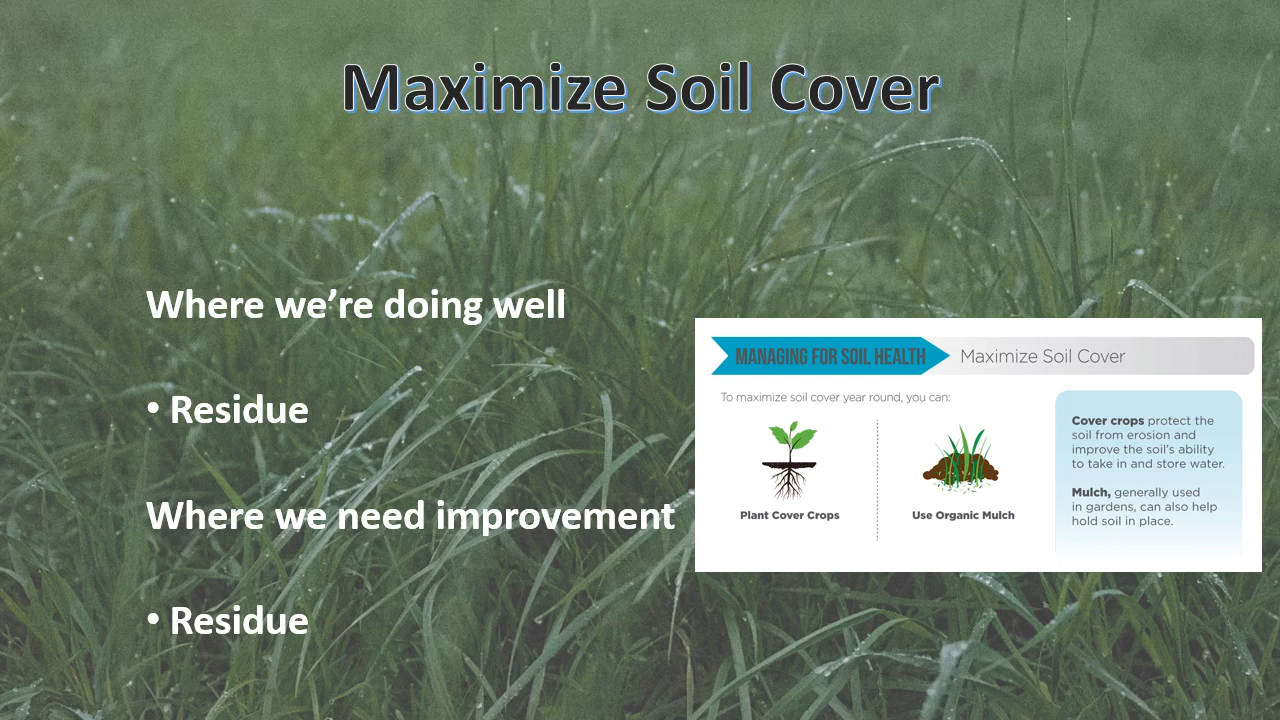 Maximize Soil Cover
Where we’re doing well
• Residue
Where we need improvement
• Residue
MANAGING FOR SOIL HEALTH
Maximize Soil Cover
To maximize soil cover year round, you can:
Plant Cover Crops
Use Organic Mulch
Cover crops protect the
soil from erosion and
improve the soil’s ability
to take in and store water.
Mulch, generally used
in gardens, can also help
hold soil in place.